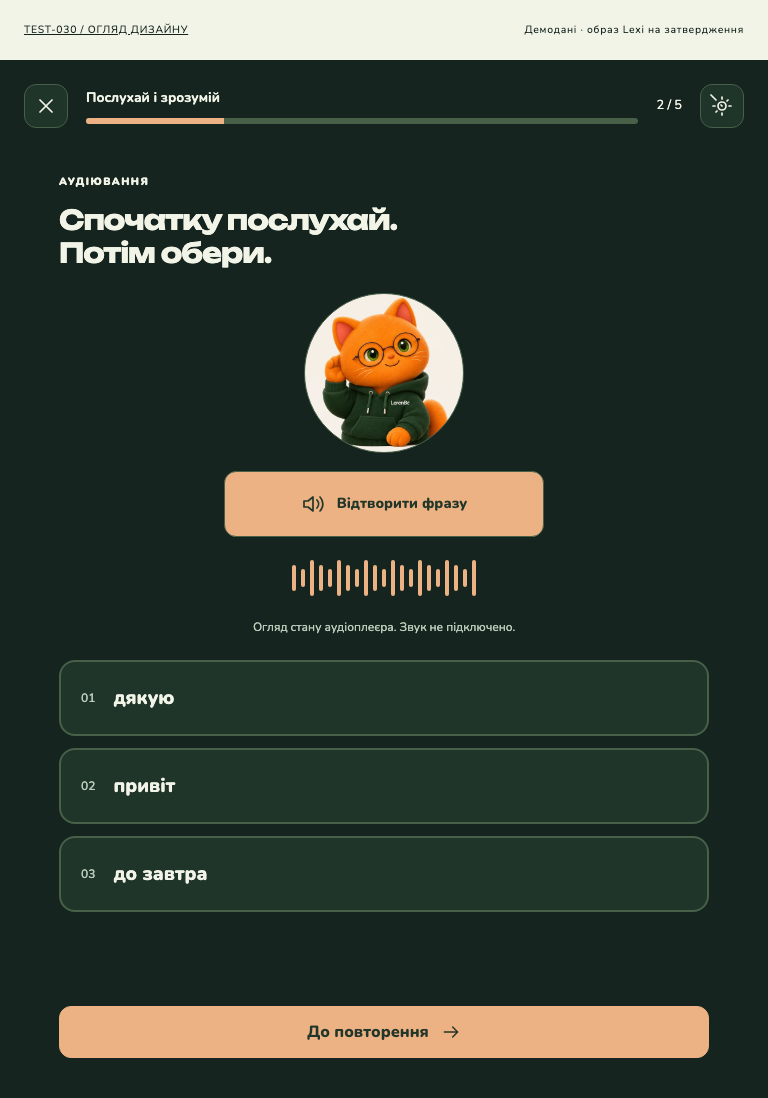 TEST-030 / ОГЛЯД ДИЗАЙНУ
Демодані · образ Lexi на затвердження
Послухай і зрозумій
2 / 5
АУДІЮВАННЯ
Спочатку послухай.
Потім обери.
Відтворити фразу
Огляд стану аудіоплеєра. Звук не підключено.
01 дякую
02 привіт
03 до завтра
До повторення →